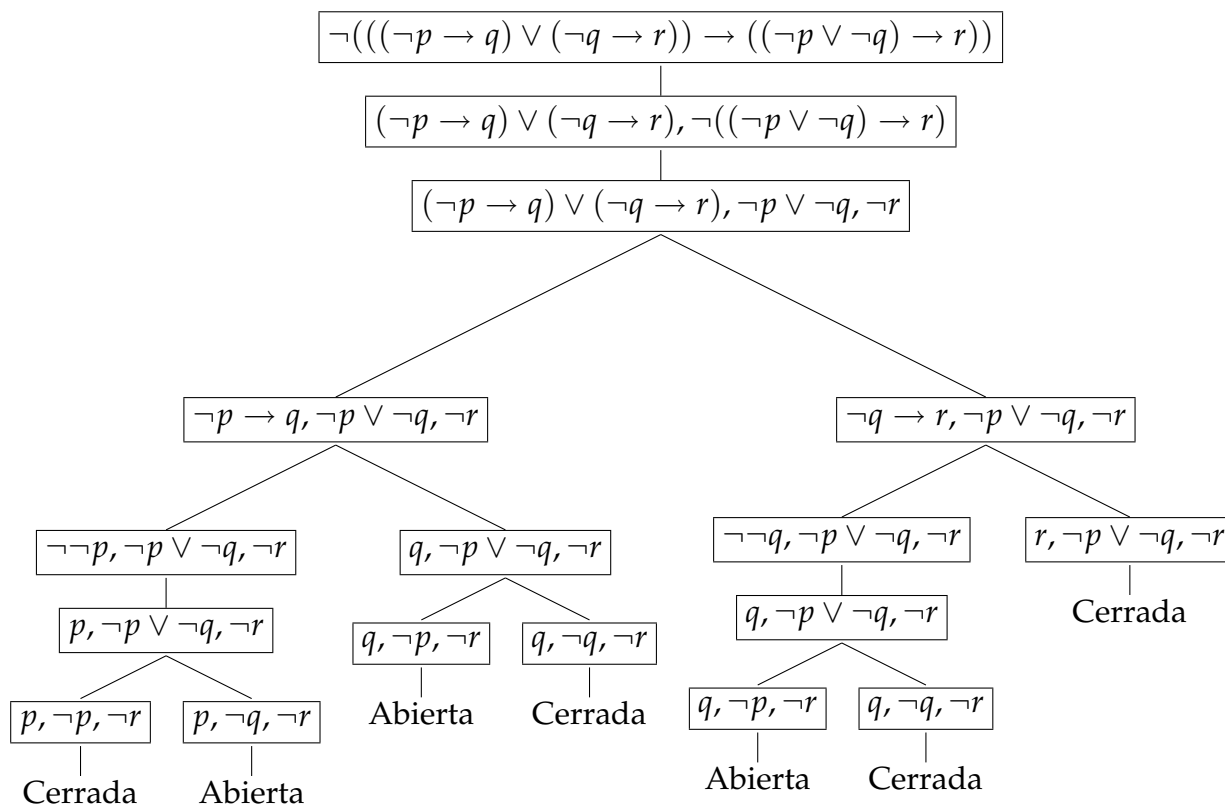 ¬(((¬p → q) ∨ (¬q → r)) → ((¬p ∨ ¬q) → r))
(¬p → q) ∨ (¬q → r), ¬((¬p ∨ ¬q) → r)
(¬p → q) ∨ (¬q → r), ¬p ∨ ¬q, ¬r
¬p → q, ¬p ∨ ¬q, ¬r
¬q → r, ¬p ∨ ¬q, ¬r
¬¬p, ¬p ∨ ¬q, ¬r
q, ¬p ∨ ¬q, ¬r
¬¬q, ¬p ∨ ¬q, ¬r
r, ¬p ∨ ¬q, ¬r
p, ¬p ∨ ¬q, ¬r
q, ¬p ∨ ¬q, ¬r
Cerrada
q, ¬p, ¬r
q, ¬q, ¬r
p, ¬p, ¬r
p, ¬q, ¬r
Abierta
Cerrada
q, ¬p, ¬r
q, ¬q, ¬r
Cerrada
Abierta
Abierta
Cerrada